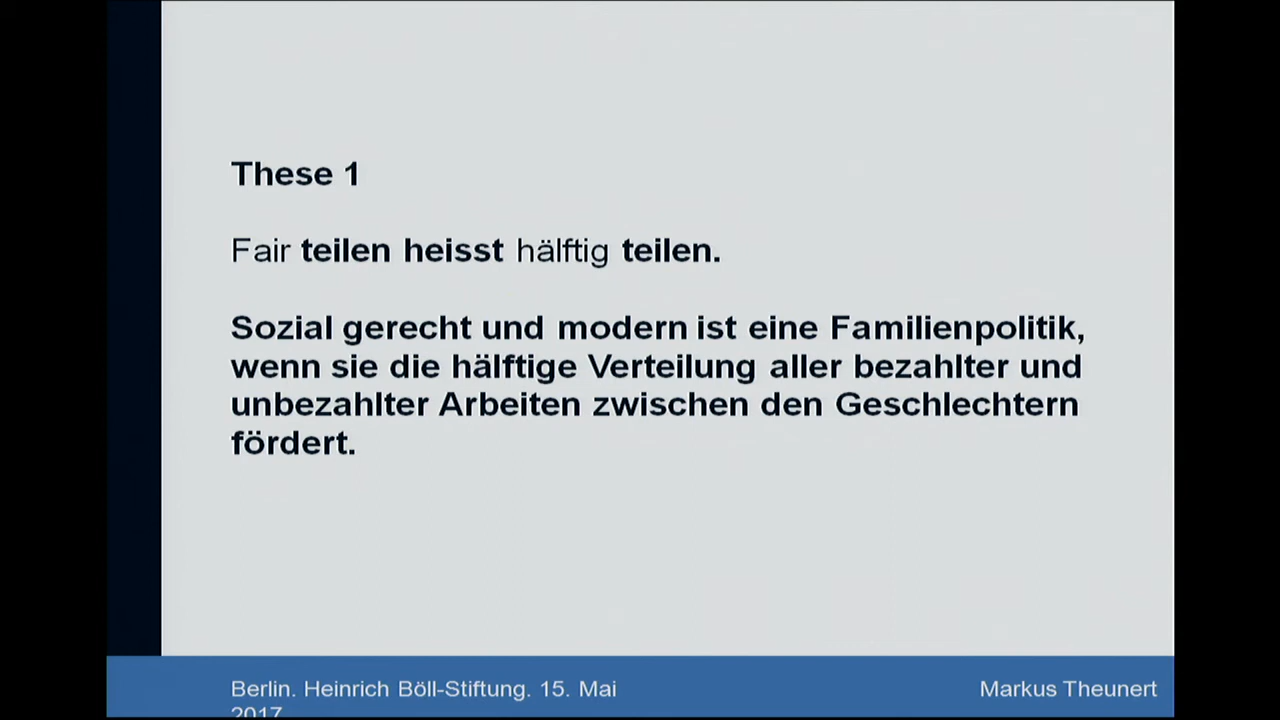 These 1
Fair teilen heisst hälftig teilen.
Sozial gerecht und modern ist eine Familienpolitik,
wenn sie die hälftige Verteilung aller bezahlter und
unbezahlter Arbeiten zwischen den Geschlechtern
fördert.
Berlin. Heinrich Böll-Stiftung. 15. Mai
2017
Markus Theunert